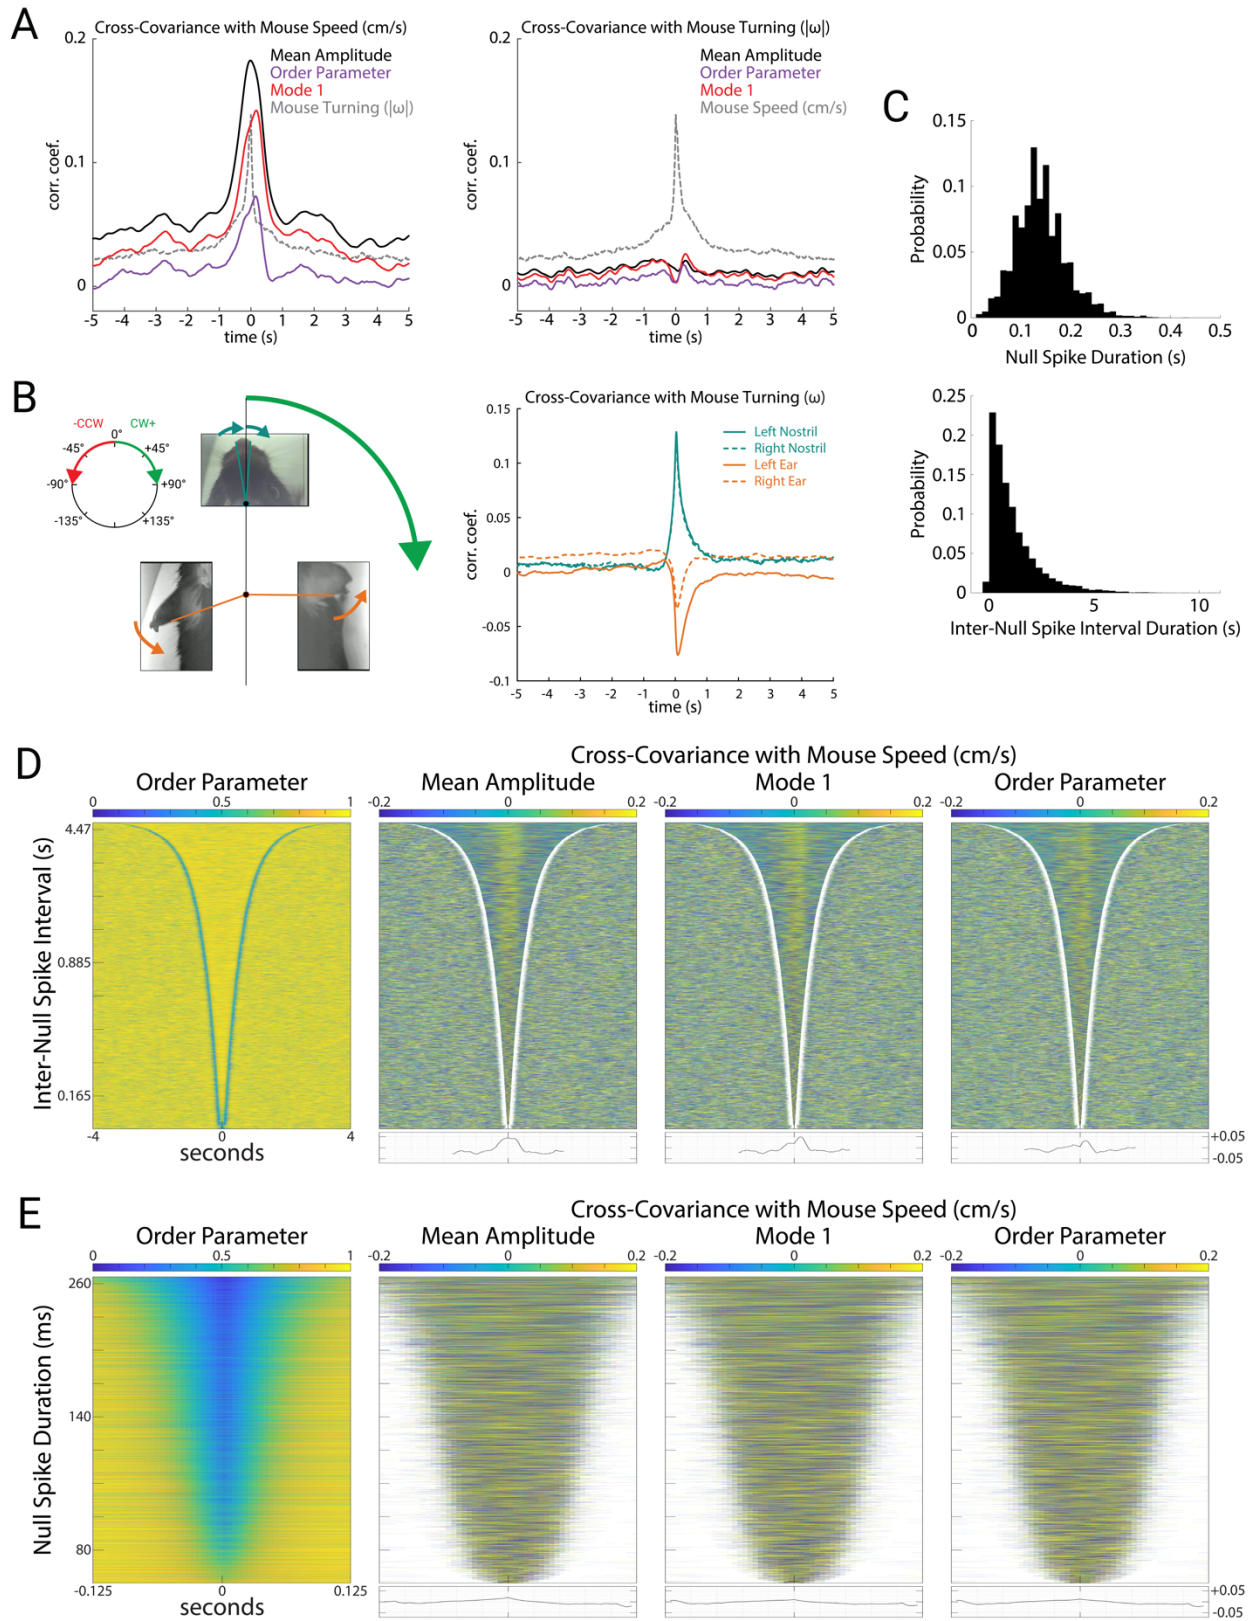 A
Cross-Covariance with Mouse Speed (cm/s)
0.2
0.1
0
corr. coef.
Mean Amplitude
Order Parameter
Mode 1
Mouse Turning (|ω|)
-5 -4 -3 -2 -1 0 1 2 3 4 5
time (s)
Cross-Covariance with Mouse Turning (|ω|)
0.2
0.1
0
corr. coef.
Mean Amplitude
Order Parameter
Mode 1
Mouse Speed (cm/s)
-5 -4 -3 -2 -1 0 1 2 3 4 5
time (s)
C
0.15
0.1
0.05
0
Probability
0 0.1 0.2 0.3 0.4 0.5
Null Spike Duration (s)
0.25
0.2
0.15
0.1
0.05
0
Probability
0 5 10
Inter-Null Spike Interval Duration (s)
B
-CCW CW+
0°
-45° +45°
-90° +90°
-135° +135°
Cross-Covariance with Mouse Turning (ω)
0.15
0.1
0.05
0
-0.05
-0.1
corr. coef.
Left Nostril
Right Nostril
Left Ear
Right Ear
-5 -4 -3 -2 -1 0 1 2 3 4 5
time (s)
D
Cross-Covariance with Mouse Speed (cm/s)
Order Parameter Mean Amplitude Mode 1 Order Parameter
0 0.5 1 -0.2 0 0.2 -0.2 0 0.2 -0.2 0 0.2
Inter-Null Spike Interval (s)
4.47
0.885
0.165
-4 0 4
seconds
+0.05
-0.05
E
Cross-Covariance with Mouse Speed (cm/s)
Order Parameter Mean Amplitude Mode 1 Order Parameter
0 0.5 1 -0.2 0 0.2 -0.2 0 0.2 -0.2 0 0.2
Null Spike Duration (ms)
260
140
80
-0.125 0 0.125
seconds
+0.05
-0.05